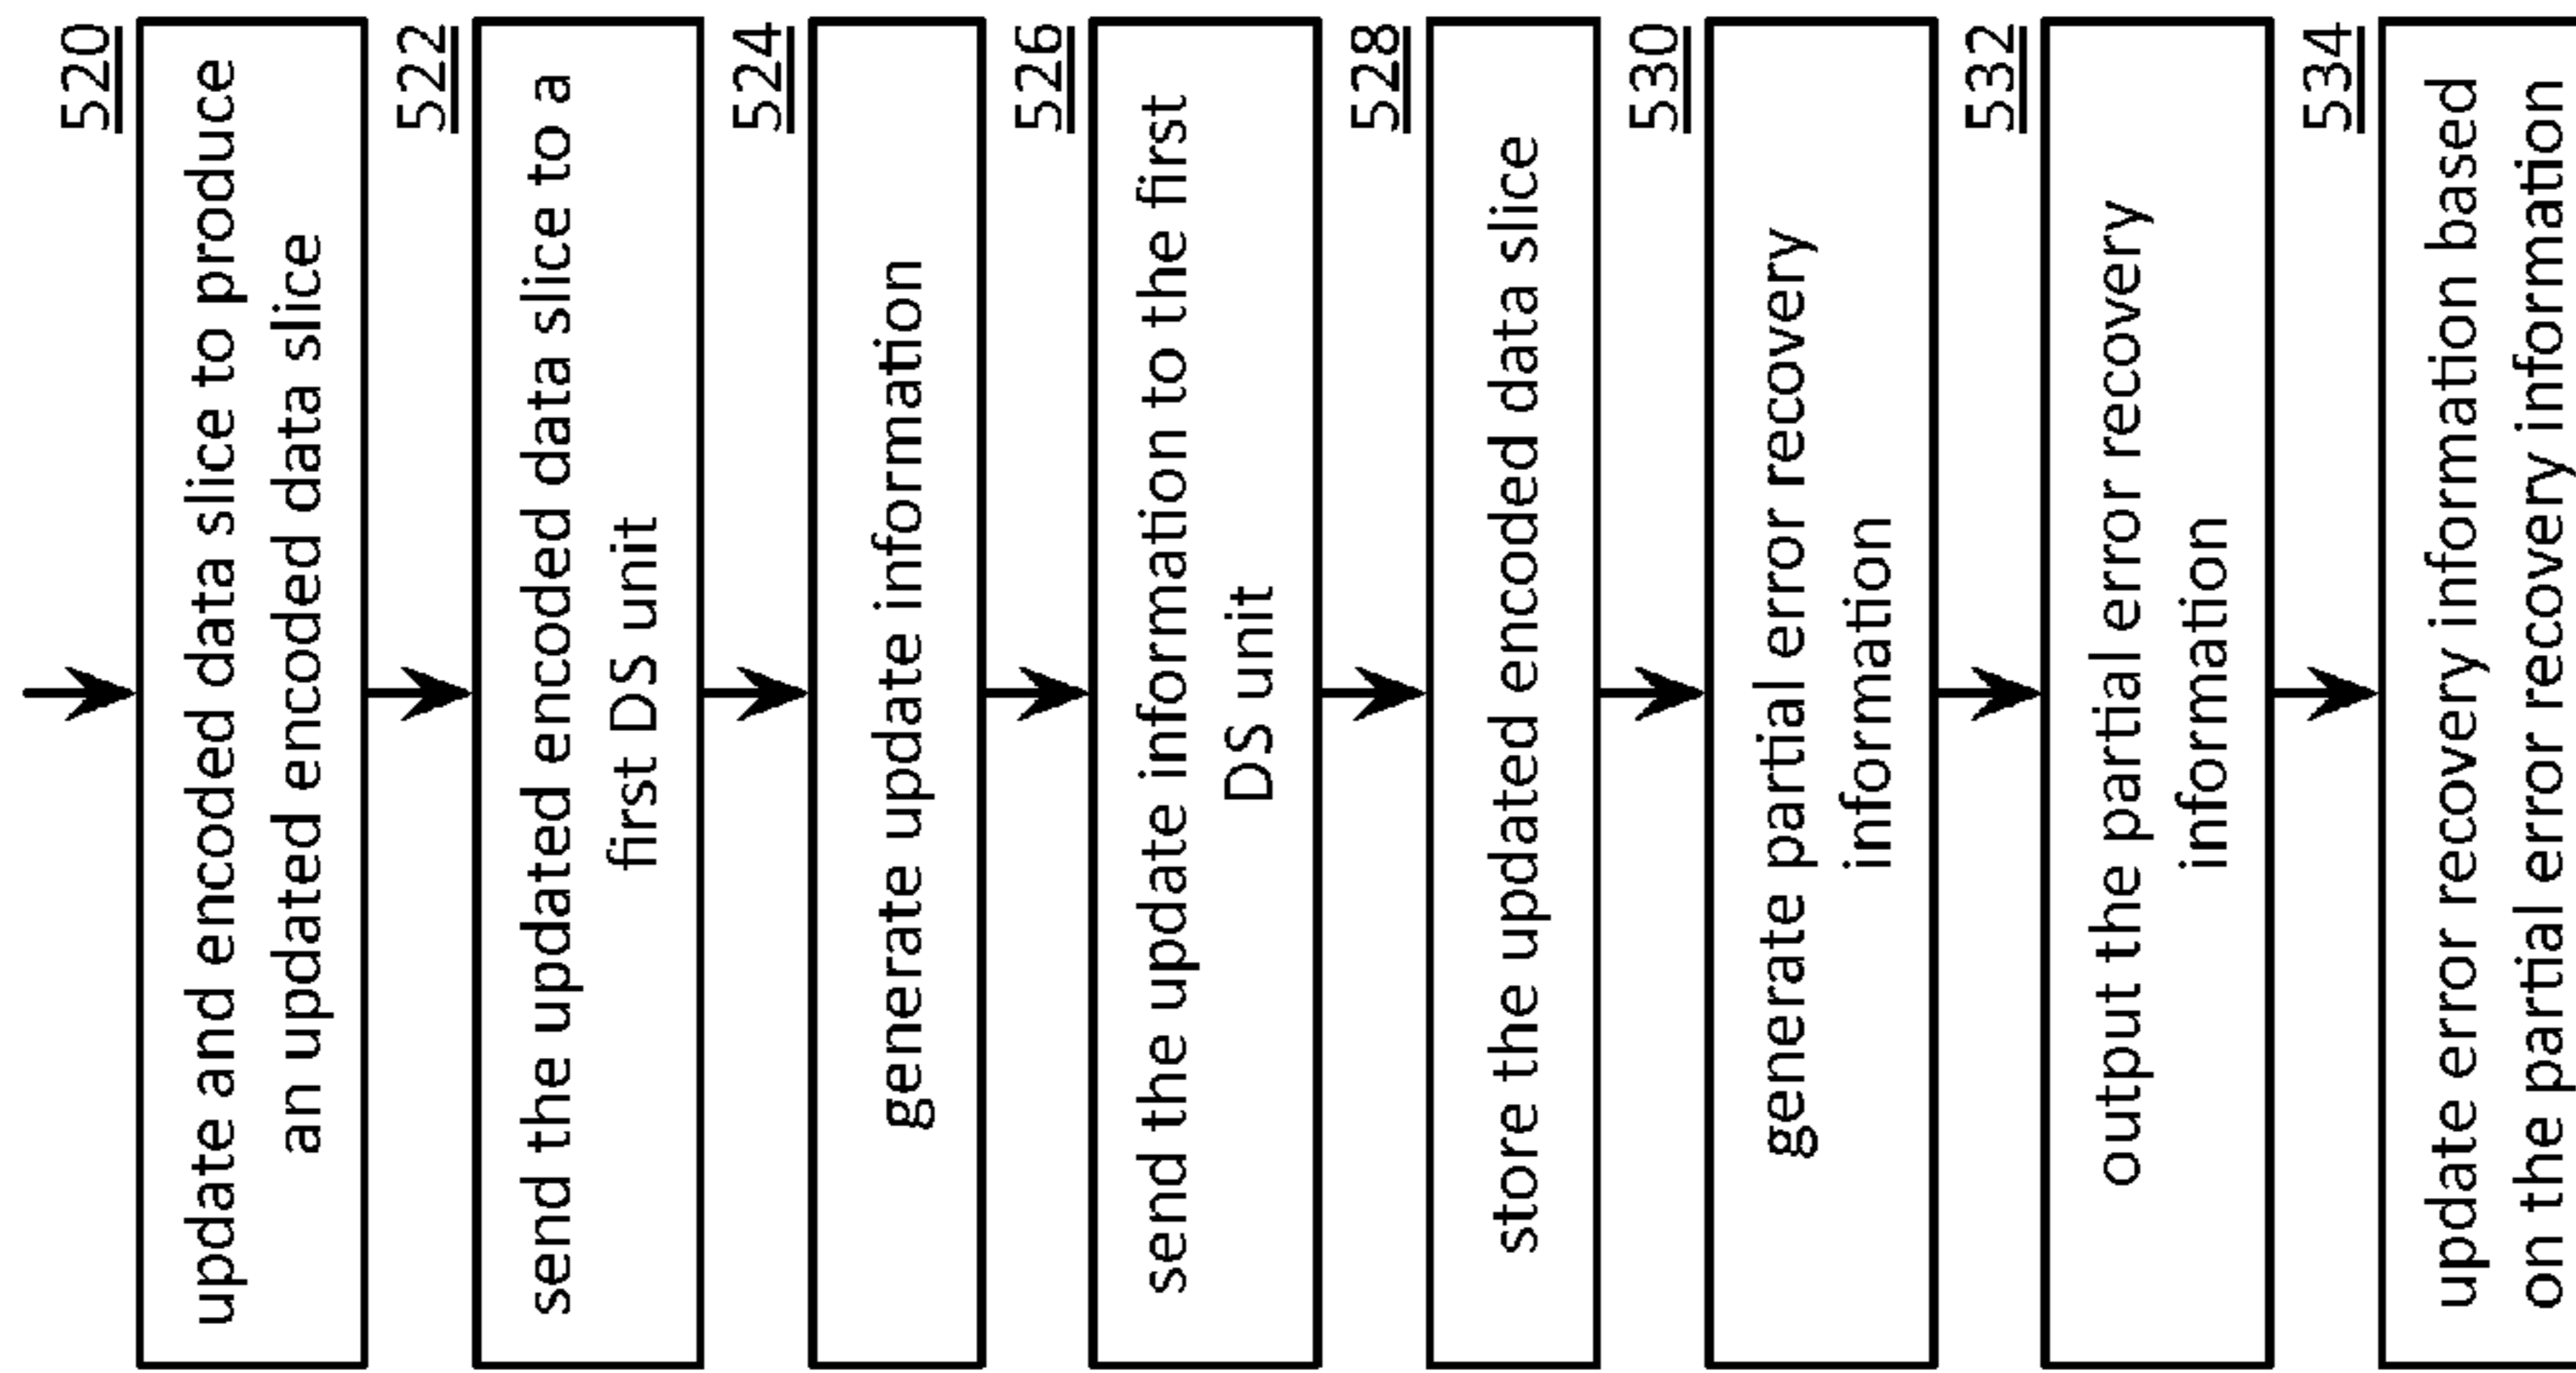 520
update and encoded data slice to produce
an updated encoded data slice
522
send the updated encoded data slice to a
first DS unit
524
generate update information
526
send the update information to the first
DS unit
528
store the updated encoded data slice
530
generate partial error recovery
information
532
output the partial error recovery
information
534
update error recovery information based
on the partial error recovery information